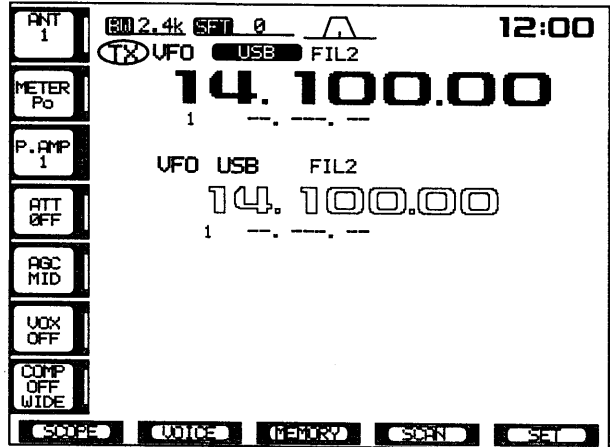 ANT
1
BW 2.4k SFT 0
12:00
TX VFO USB FIL2
METER
Po
14.100.00
1 --.---.--
P.AMP
1
VFO USB FIL2
ATT
OFF
14.100.00
1 --.---.--
AGC
MID
VOX
OFF
COMP
OFF
WIDE
SCOPE VOICE MEMORY SCAN SET